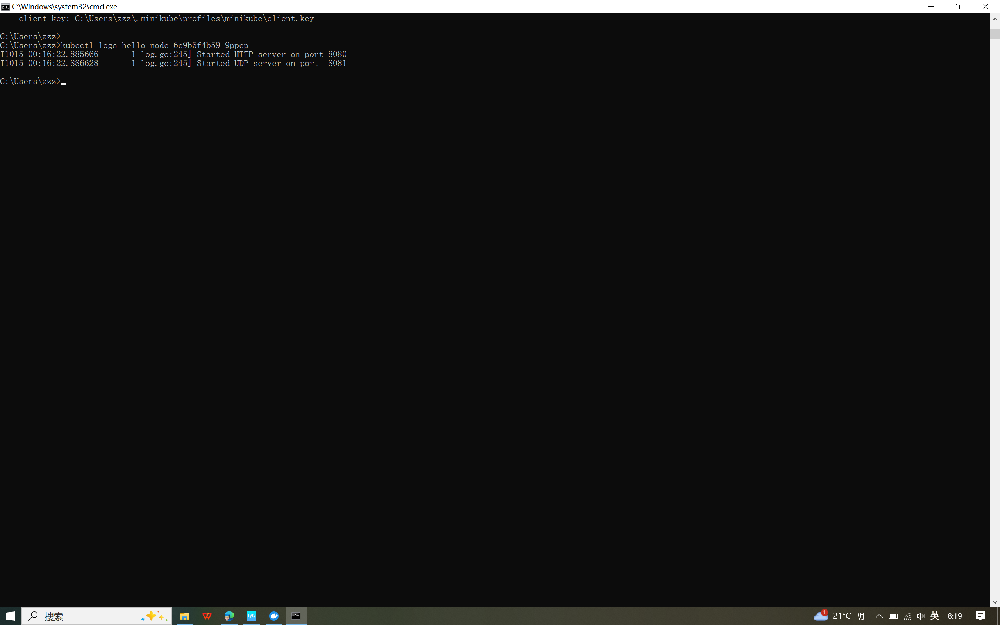 C:\Windows\system32\cmd.exe
client-key: C:\Users\zzz\.minikube\profiles\minikube\client.key
C:\Users\zzz>
C:\Users\zzz>kubectl logs hello-node-6c9b5f4b59-9ppcp
I1015 00:16:22.885666       1 log.go:245] Started HTTP server on port 8080
I1015 00:16:22.886628       1 log.go:245] Started UDP server on port  8081
C:\Users\zzz>
搜索
Tyty
1
21°C 阴
英
8:19